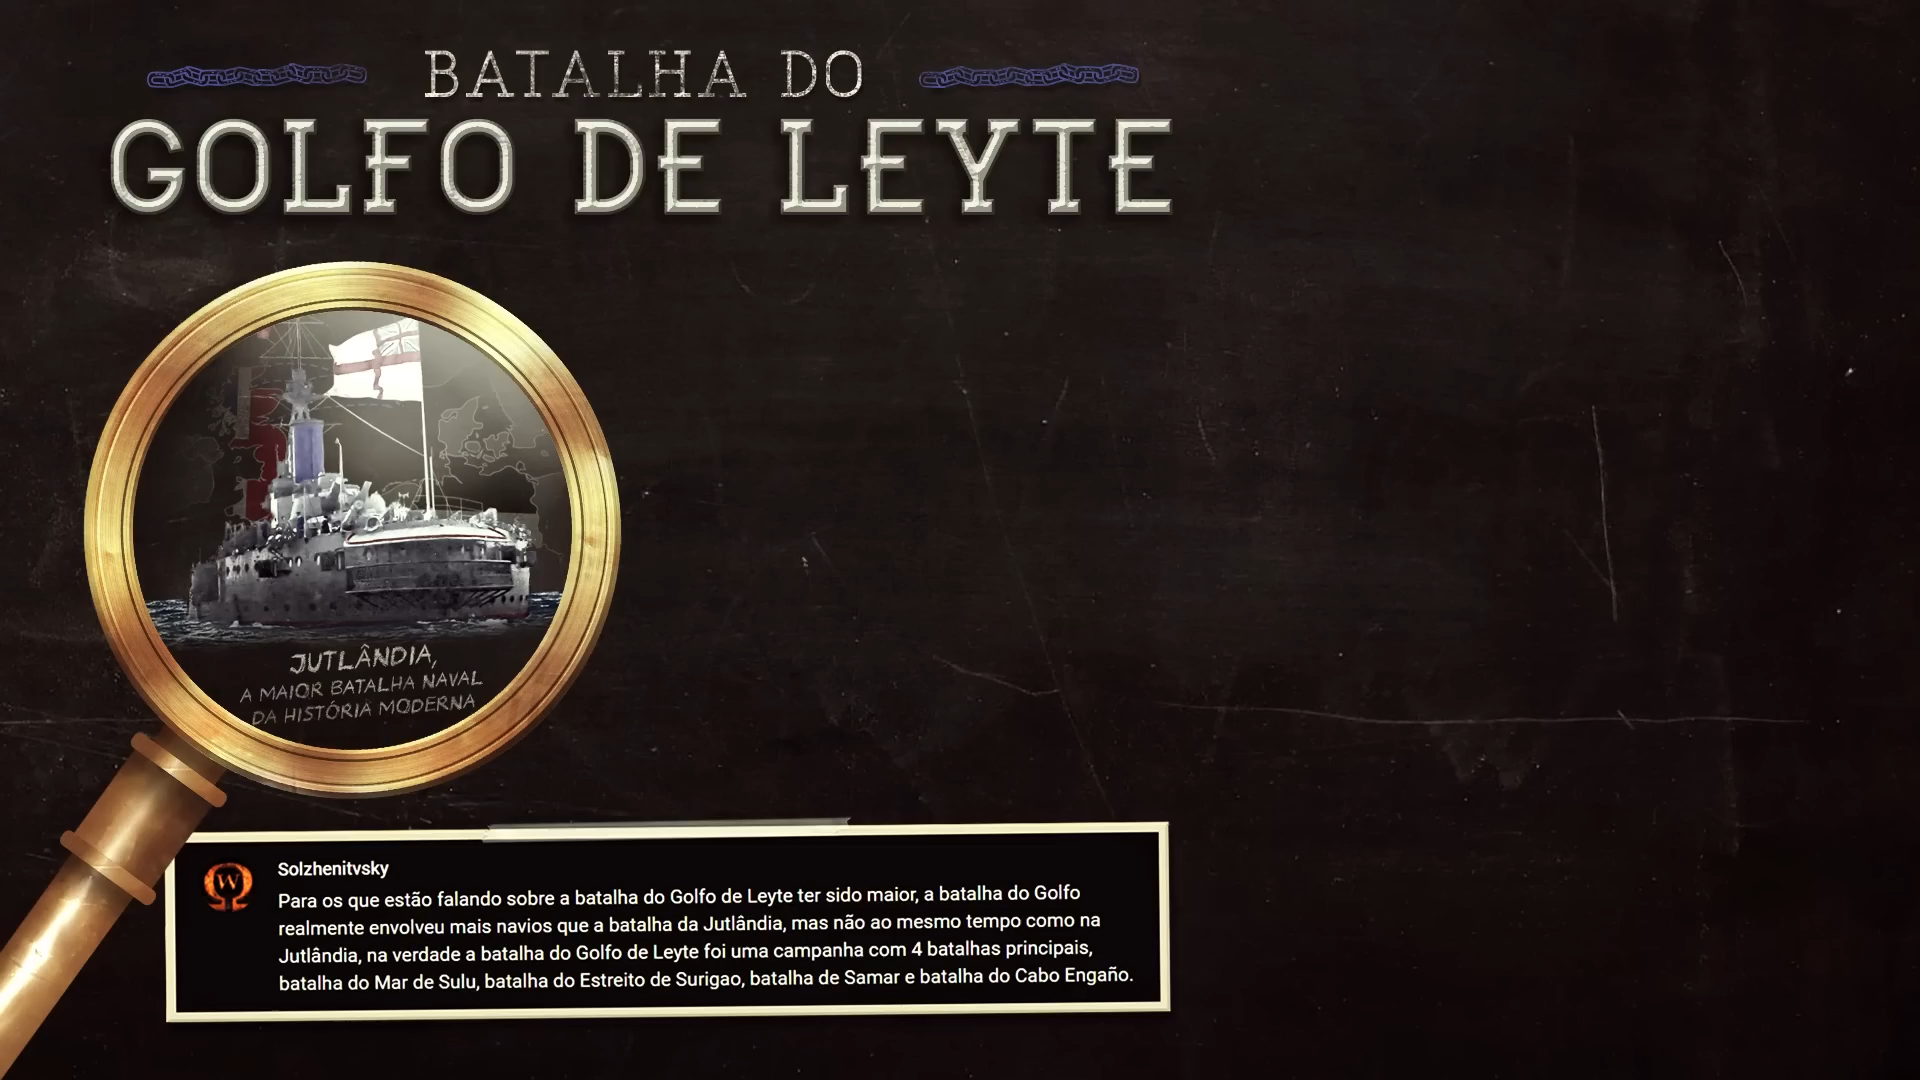 BATALHA DO
GOLFO DE LEYTE
JUTLÂNDIA,
A MAIOR BATALHA NAVAL
DA HISTÓRIA MODERNA
W
Solzhenitvsky
Para os que estão falando sobre a batalha do Golfo de Leyte ter sido maior, a batalha do Golfo
realmente envolveu mais navios que a batalha da Jutlândia, mas não ao mesmo tempo como na
Jutlândia, na verdade a batalha do Golfo de Leyte foi uma campanha com 4 batalhas principais,
batalha do Mar de Sulu, batalha do Estreito de Surigao, batalha de Samar e batalha do Cabo Engaño.